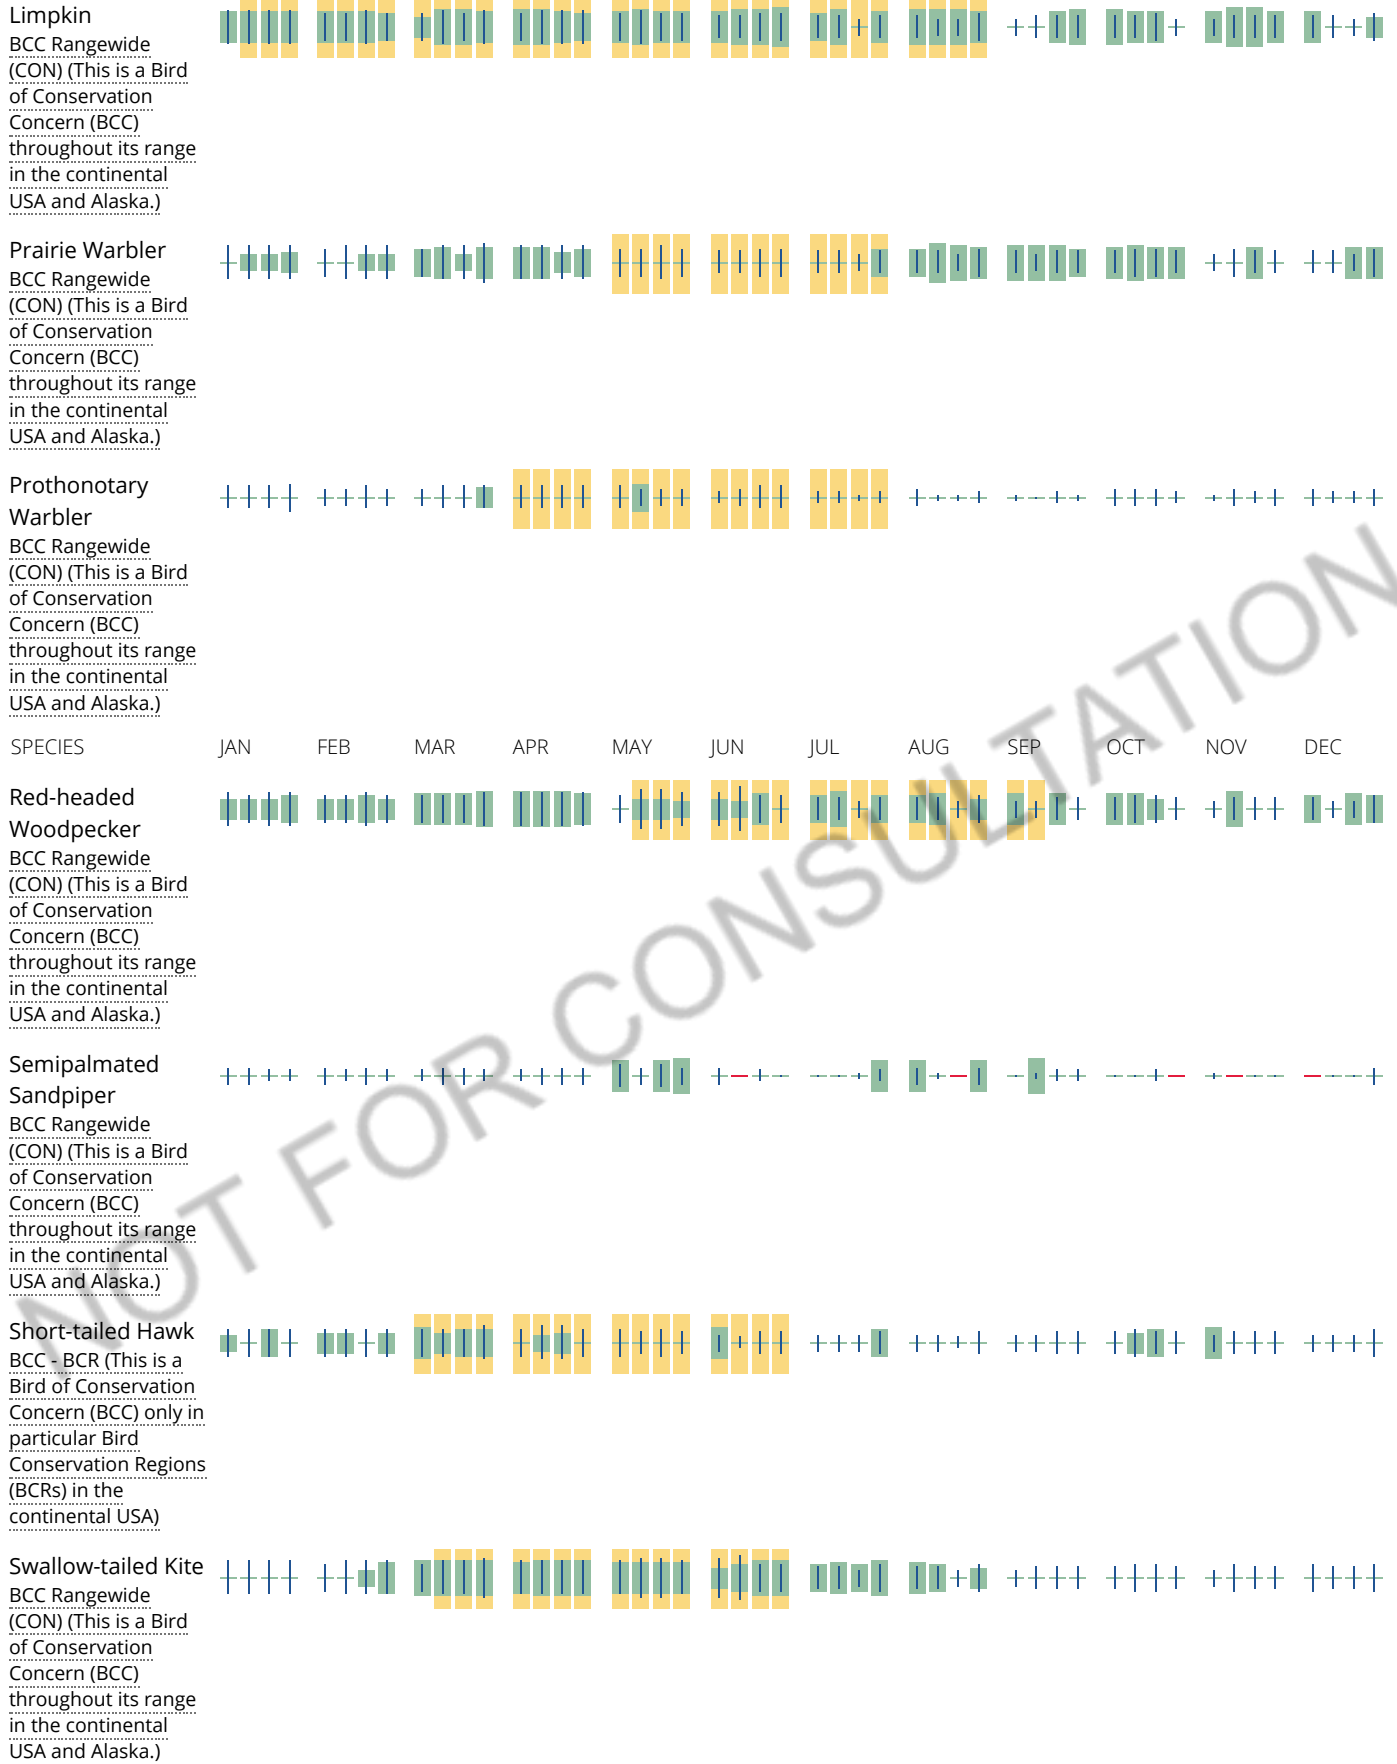 Limpkin
BCC Rangewide
(CON) (This is a Bird
of Conservation
Concern (BCC)
throughout its range
in the continental
USA and Alaska.)
Prairie Warbler
BCC Rangewide
(CON) (This is a Bird
of Conservation
Concern (BCC)
throughout its range
in the continental
USA and Alaska.)
Prothonotary
Warbler
BCC Rangewide
(CON) (This is a Bird
of Conservation
Concern (BCC)
throughout its range
in the continental
USA and Alaska.)
SPECIES JAN FEB MAR APR MAY JUN JUL AUG SEP OCT NOV DEC
Red-headed
Woodpecker
BCC Rangewide
(CON) (This is a Bird
of Conservation
Concern (BCC)
throughout its range
in the continental
USA and Alaska.)
Semipalmated
Sandpiper
BCC Rangewide
(CON) (This is a Bird
of Conservation
Concern (BCC)
throughout its range
in the continental
USA and Alaska.)
Short-tailed Hawk
BCC - BCR (This is a
Bird of Conservation
Concern (BCC) only in
particular Bird
Conservation Regions
(BCRs) in the
continental USA)
Swallow-tailed Kite
BCC Rangewide
(CON) (This is a Bird
of Conservation
Concern (BCC)
throughout its range
in the continental
USA and Alaska.)
NOT FOR CONSULTATION